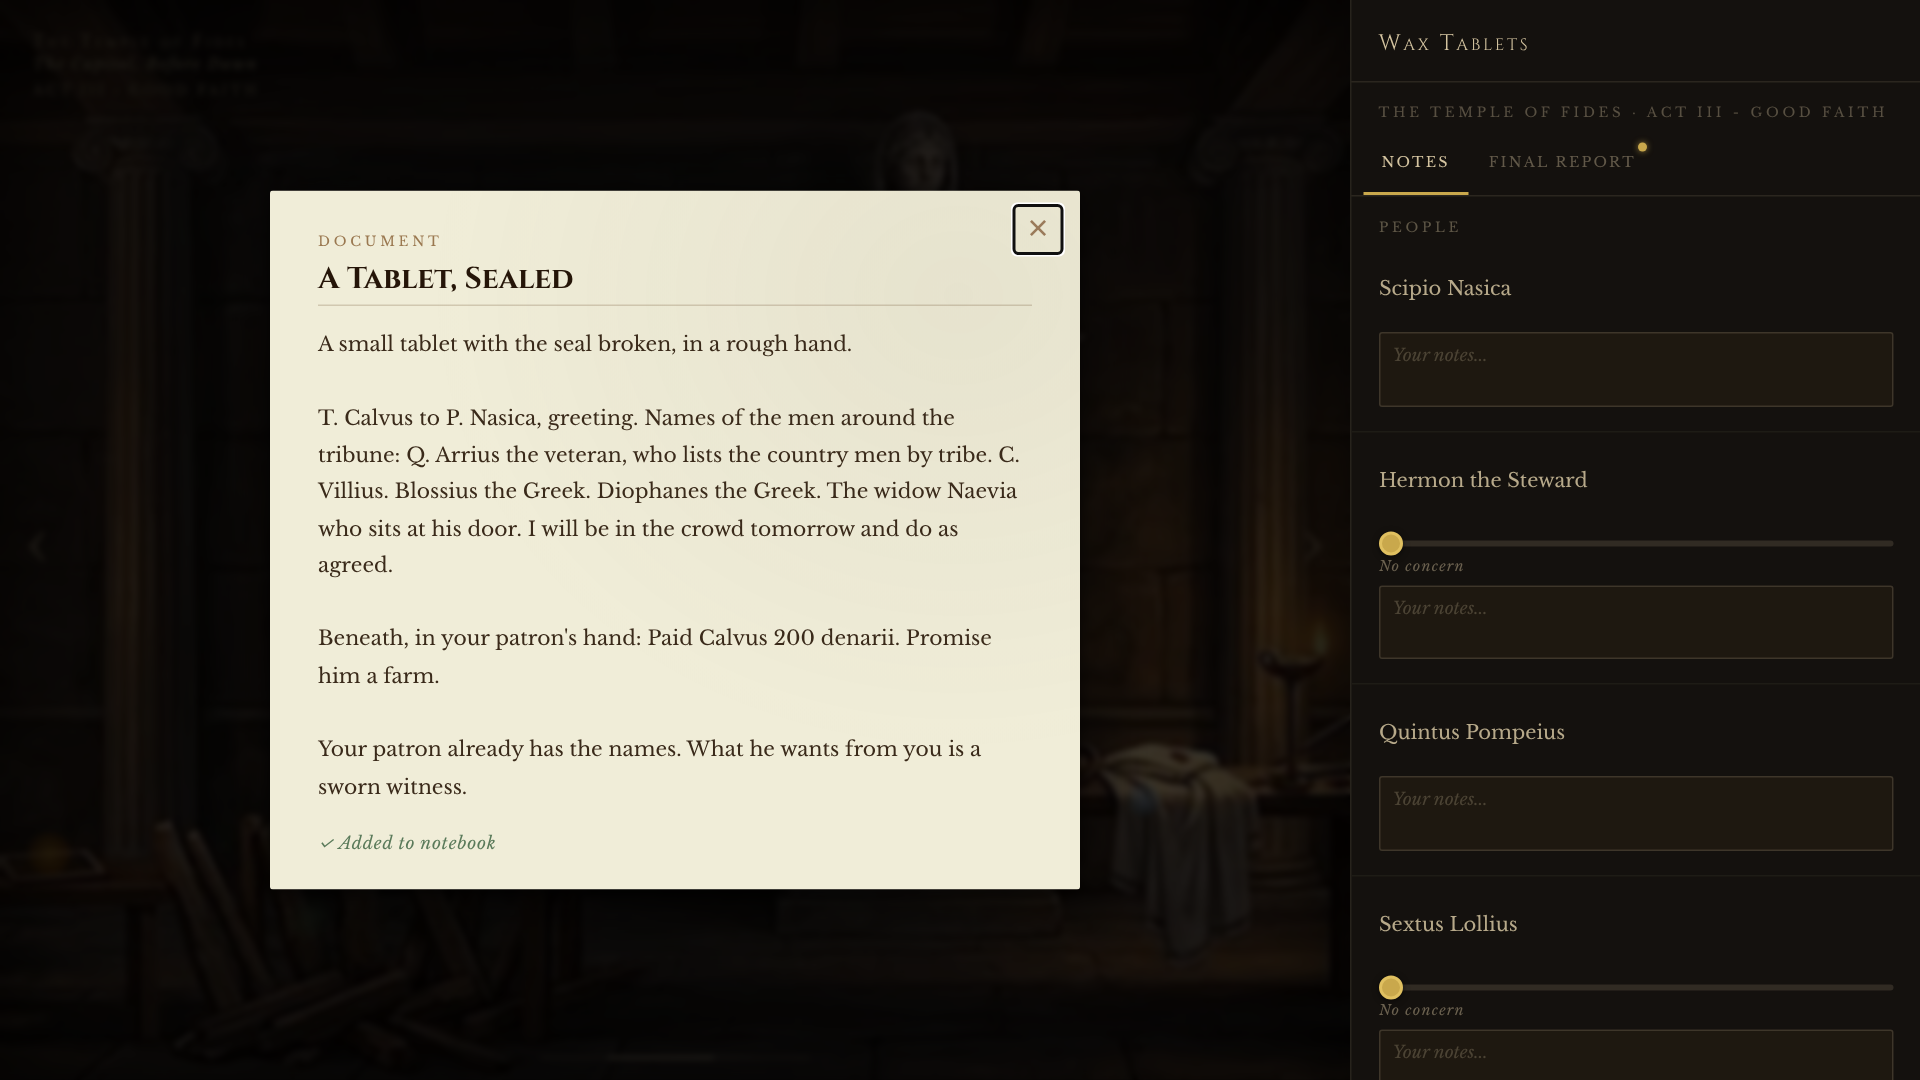 DOCUMENT
A Tablet, Sealed
A small tablet with the seal broken, in a rough hand.
T. Calvus to P. Nasica, greeting. Names of the men around the
tribune: Q. Arrius the veteran, who lists the country men by tribe. C.
Villius. Blossius the Greek. Diophanes the Greek. The widow Naevia
who sits at his door. I will be in the crowd tomorrow and do as
agreed.
Beneath, in your patron's hand: Paid Calvus 200 denarii. Promise
him a farm.
Your patron already has the names. What he wants from you is a
sworn witness.
✓ Added to notebook
Wax Tablets
THE TEMPLE OF FIDES · ACT III - GOOD FAITH
NOTES FINAL REPORT
PEOPLE
Scipio Nasica
Your notes...
Hermon the Steward
No concern
Your notes...
Quintus Pompeius
Your notes...
Sextus Lollius
No concern
Your notes...